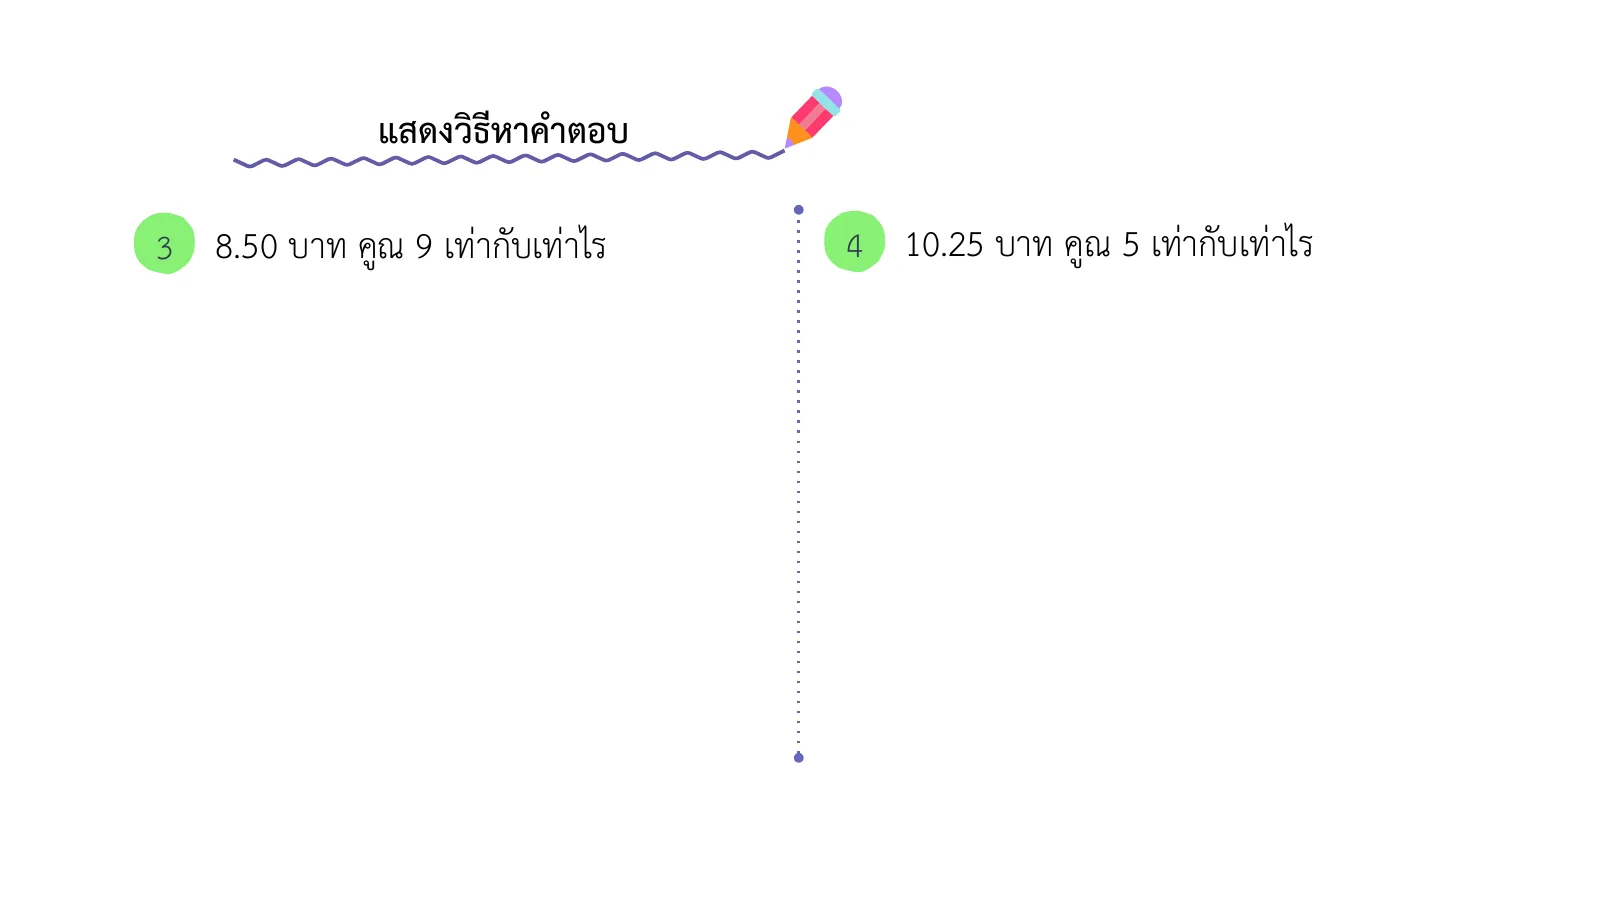 แสดงวิธีหาคำตอบ
3 8.50 บาท คูณ 9 เท่ากับเท่าไร
4 10.25 บาท คูณ 5 เท่ากับเท่าไร